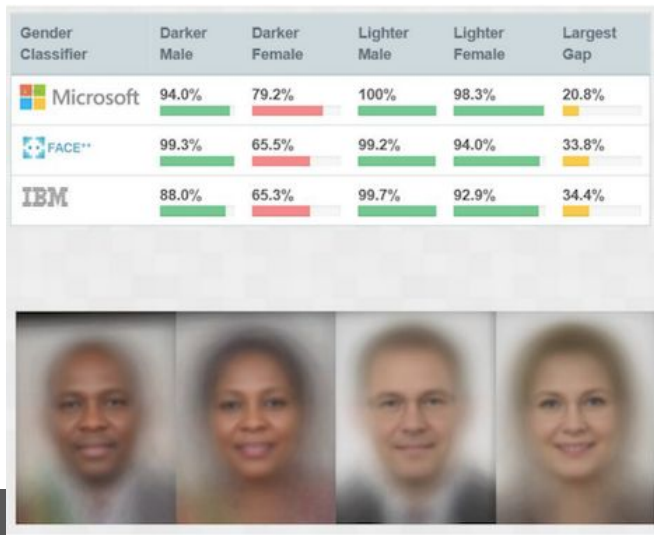 Gender Classifier Darker Male Darker Female Lighter Male Lighter Female Largest Gap
Microsoft 94.0% 79.2% 100% 98.3% 20.8%
FACE++ 99.3% 65.5% 99.2% 94.0% 33.8%
IBM 88.0% 65.3% 99.7% 92.9% 34.4%